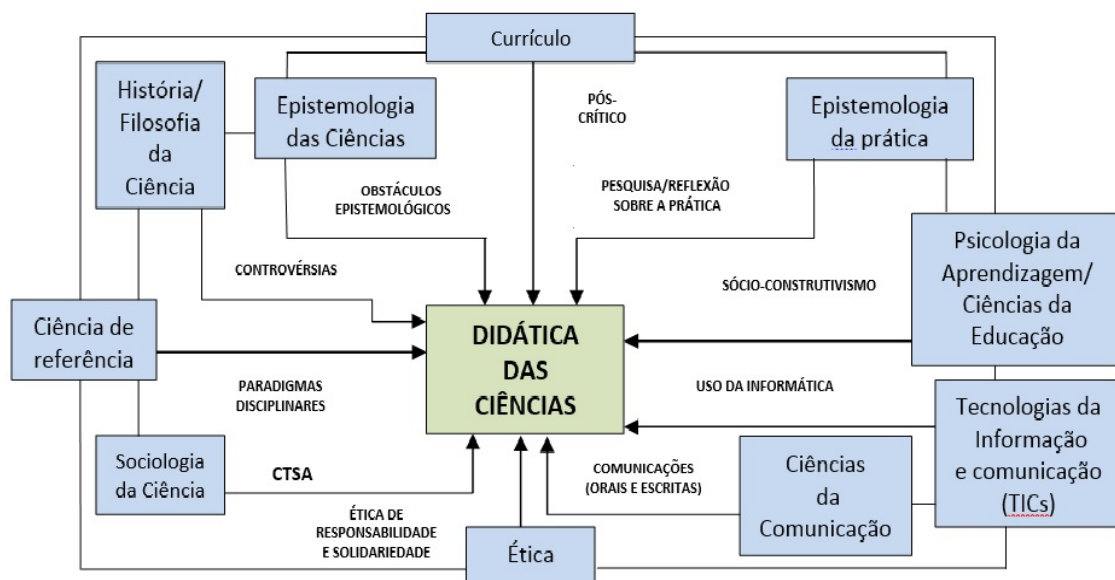 Currículo
História/
Filosofia
da
Ciência
Epistemologia
das Ciências
PÓS-
CRÍTICO
Epistemologia
da prática
OBSTÁCULOS
EPISTEMOLÓGICOS
PESQUISA/REFLEXÃO
SOBRE A PRÁTICA
CONTROVÉRSIAS
SÓCIO-CONSTRUTIVISMO
Psicologia da
Aprendizagem/
Ciências da
Educação
Ciência de
referência
DIDÁTICA
DAS
CIÊNCIAS
PARADIGMAS
DISCIPLINARES
USO DA INFORMÁTICA
Tecnologias da
Informação
e comunicação
(TICs)
Sociologia
da Ciência
CTSA
COMUNICAÇÕES
(ORAIS E ESCRITAS)
Ciências
da
Comunicação
ÉTICA DE
RESPONSABILIDADE
E SOLIDARIEDADE
Ética